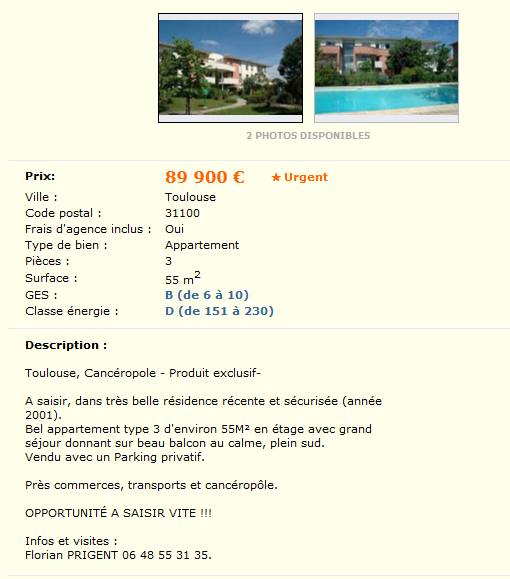 2 PHOTOS DISPONIBLES
Prix: 89 900 € ★ Urgent
Ville : Toulouse
Code postal : 31100
Frais d'agence inclus : Oui
Type de bien : Appartement
Pièces : 3
Surface : 55 m2
GES : B (de 6 à 10)
Classe énergie : D (de 151 à 230)
Description :
Toulouse, Cancéropole - Produit exclusif-
A saisir, dans très belle résidence récente et sécurisée (année
2001).
Bel appartement type 3 d'environ 55M² en étage avec grand
séjour donnant sur beau balcon au calme, plein sud.
Vendu avec un Parking privatif.
Près commerces, transports et cancéropôle.
OPPORTUNITÉ A SAISIR VITE !!!
Infos et visites :
Florian PRIGENT 06 48 55 31 35.